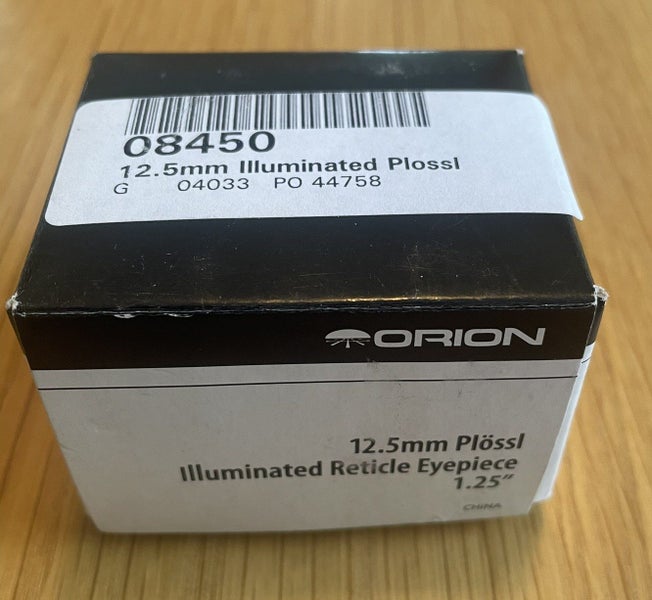 08450
12.5mm Illuminated Plossl
G 04033 PO 44758
ORION
12.5mm Plössl
Illuminated Reticle Eyepiece
1.25"
CHINA